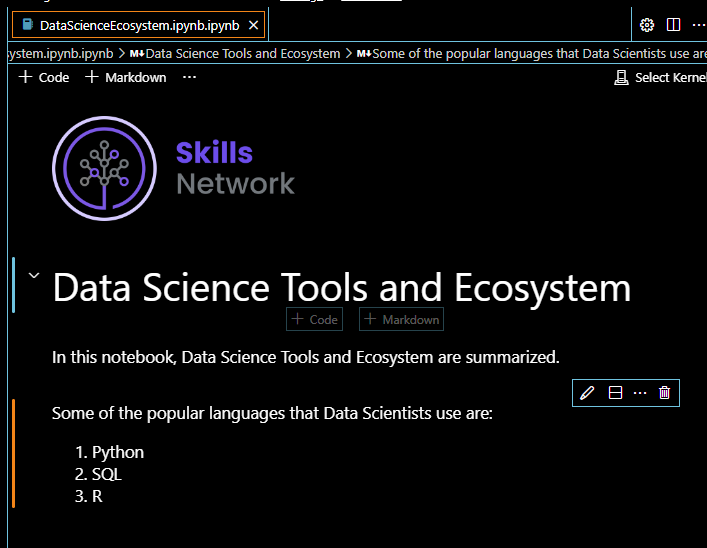 DataScienceEcosystem.ipynb.ipynb
ystem.ipynb.ipynb > M↓Data Science Tools and Ecosystem > M↓Some of the popular languages that Data Scientists use are
+ Code + Markdown ... Select Kernel
Skills
Network
Data Science Tools and Ecosystem
+ Code + Markdown
In this notebook, Data Science Tools and Ecosystem are summarized.
Some of the popular languages that Data Scientists use are:
1. Python
2. SQL
3. R